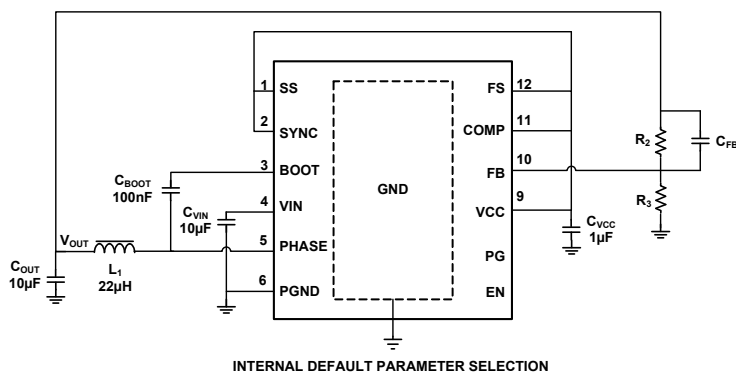 1
SS
FS
12
2
SYNC
COMP
11
3
BOOT
FB
10
4
VIN
VCC
9
5
PHASE
PG
6
PGND
EN
GND
CBOOT
100nF
CVIN
10µF
VOUT
COUT
10µF
L1
22µH
R2
CFB
R3
CVCC
1µF
INTERNAL DEFAULT PARAMETER SELECTION